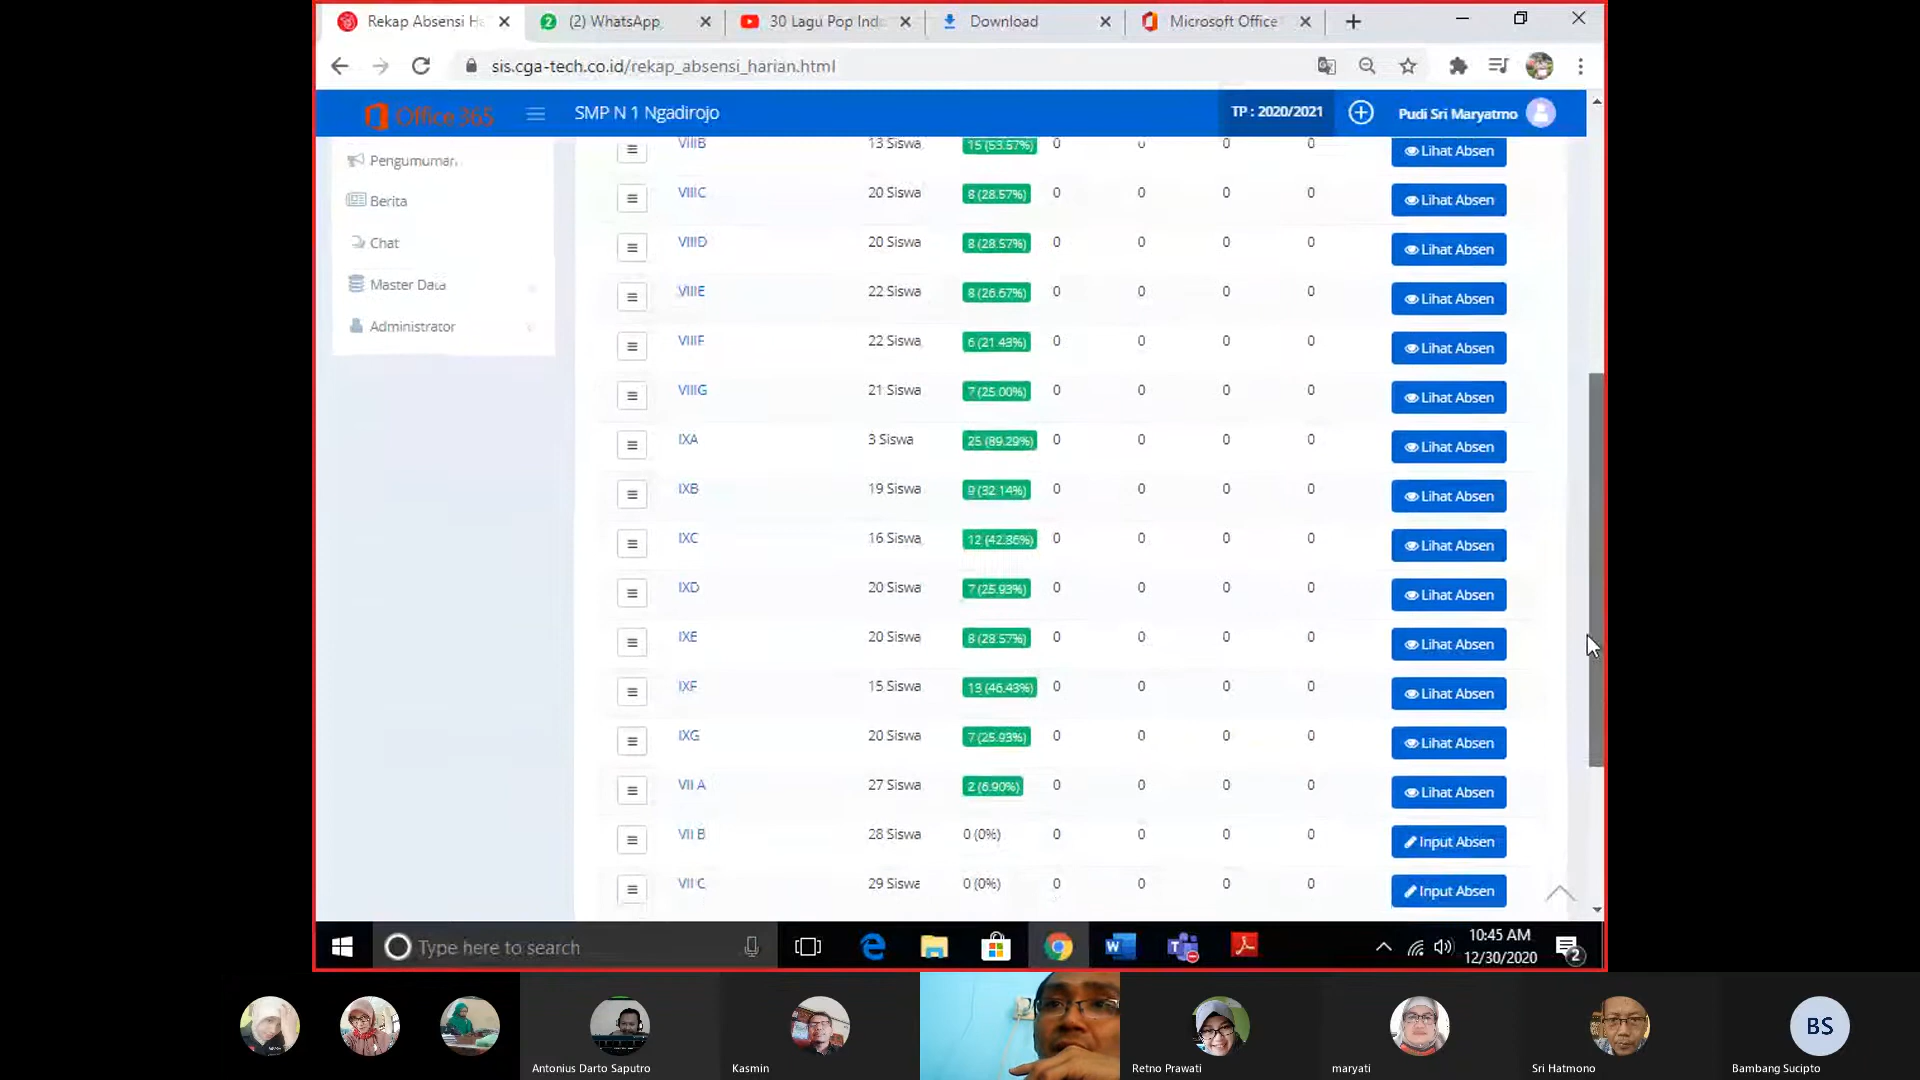 Rekap Absensi Ha
(2) WhatsApp
30 Lagu Pop Ind
Download
Microsoft Office
sis.cga-tech.co.id/rekap_absensi_harian.html
Office 365
SMP N 1 Ngadirojo
TP : 2020/2021
Pudi Sri Maryatmo
Pengumuman
Berita
Chat
Master Data
Administrator
VIIIB 13 Siswa 15 (53.57%) 0 0 0 0 Lihat Absen
VIIIC 20 Siswa 8 (28.57%) 0 0 0 0 Lihat Absen
VIIID 20 Siswa 8 (28.57%) 0 0 0 0 Lihat Absen
VIIIE 22 Siswa 8 (26.67%) 0 0 0 0 Lihat Absen
VIIIF 22 Siswa 6 (21.43%) 0 0 0 0 Lihat Absen
VIIIG 21 Siswa 7 (25.00%) 0 0 0 0 Lihat Absen
IXA 3 Siswa 25 (89.29%) 0 0 0 0 Lihat Absen
IXB 19 Siswa 9 (32.14%) 0 0 0 0 Lihat Absen
IXC 16 Siswa 12 (42.86%) 0 0 0 0 Lihat Absen
IXD 20 Siswa 7 (25.93%) 0 0 0 0 Lihat Absen
IXE 20 Siswa 8 (28.57%) 0 0 0 0 Lihat Absen
IXF 15 Siswa 13 (46.43%) 0 0 0 0 Lihat Absen
IXG 20 Siswa 7 (25.93%) 0 0 0 0 Lihat Absen
VII A 27 Siswa 2 (6.90%) 0 0 0 0 Lihat Absen
VII B 28 Siswa 0 (0%) 0 0 0 0 Input Absen
VII C 29 Siswa 0 (0%) 0 0 0 0 Input Absen
Type here to search
10:45 AM
12/30/2020
2
BS
Antonius Darto Saputro
Kasmin
Retno Prawati
maryati
Sri Hatmono
Bambang Sucipto